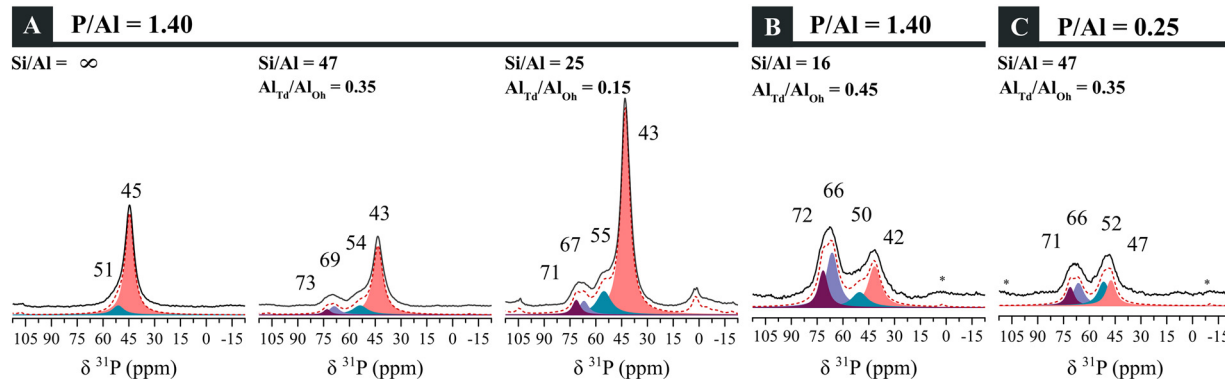 A P/Al = 1.40
B P/Al = 1.40
C P/Al = 0.25
Si/Al = ∞
Si/Al = 47
Al_Td/Al_Oh = 0.35
Si/Al = 25
Al_Td/Al_Oh = 0.15
Si/Al = 16
Al_Td/Al_Oh = 0.45
Si/Al = 47
Al_Td/Al_Oh = 0.35
51 45
73 69 54 43
71 67 55 43
72 66 50 42 *
* 71 66 52 47 *
105 90 75 60 45 30 15 0 -15
105 90 75 60 45 30 15 0 -15
105 90 75 60 45 30 15 0 -15
105 90 75 60 45 30 15 0 -15
105 90 75 60 45 30 15 0 -15
δ ³¹P (ppm)
δ ³¹P (ppm)
δ ³¹P (ppm)
δ ³¹P (ppm)
δ ³¹P (ppm)